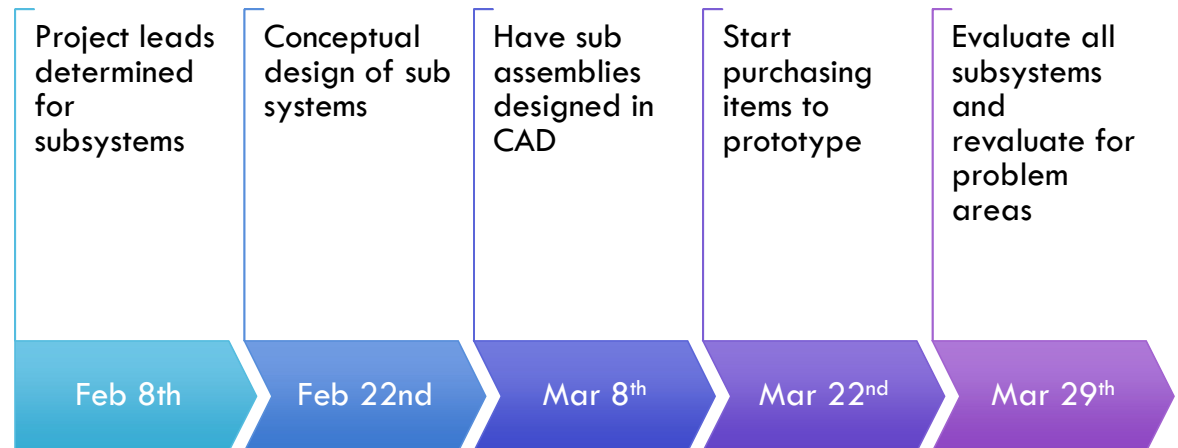 Project leads
determined
for
subsystems
Conceptual
design of sub
systems
Have sub
assemblies
designed in
CAD
Start
purchasing
items to
prototype
Evaluate all
subsystems
and
revaluate for
problem
areas
Feb 8th
Feb 22nd
Mar 8th
Mar 22nd
Mar 29th